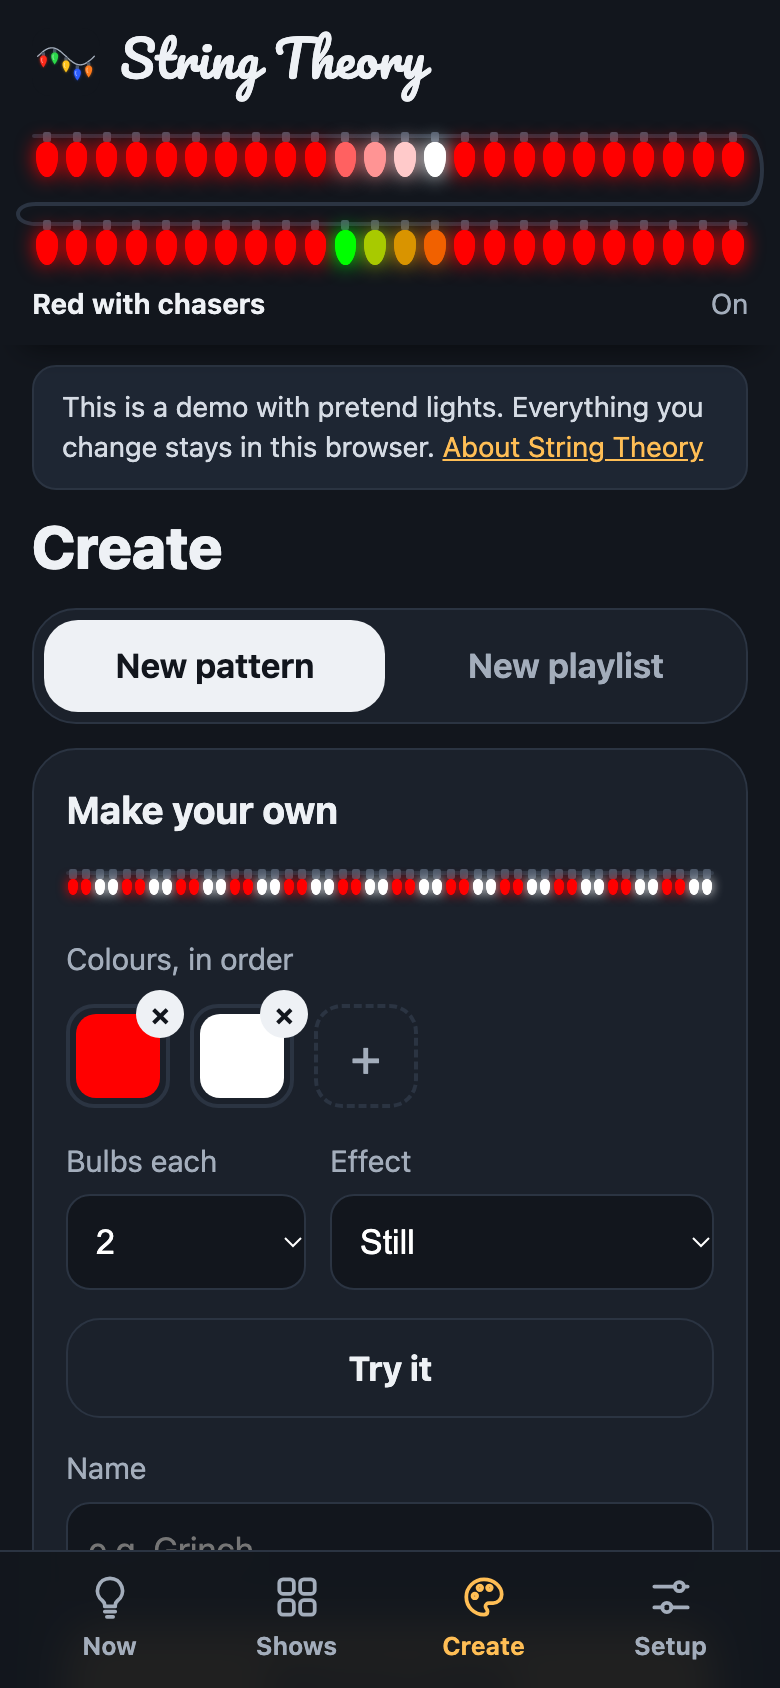 String Theory
Red with chasers
On
This is a demo with pretend lights. Everything you
change stays in this browser. About String Theory
Create
New pattern
New playlist
Make your own
Colours, in order
×
×
+
Bulbs each
Effect
2
Still
Try it
Name
e.g. Grinch
Now
Shows
Create
Setup